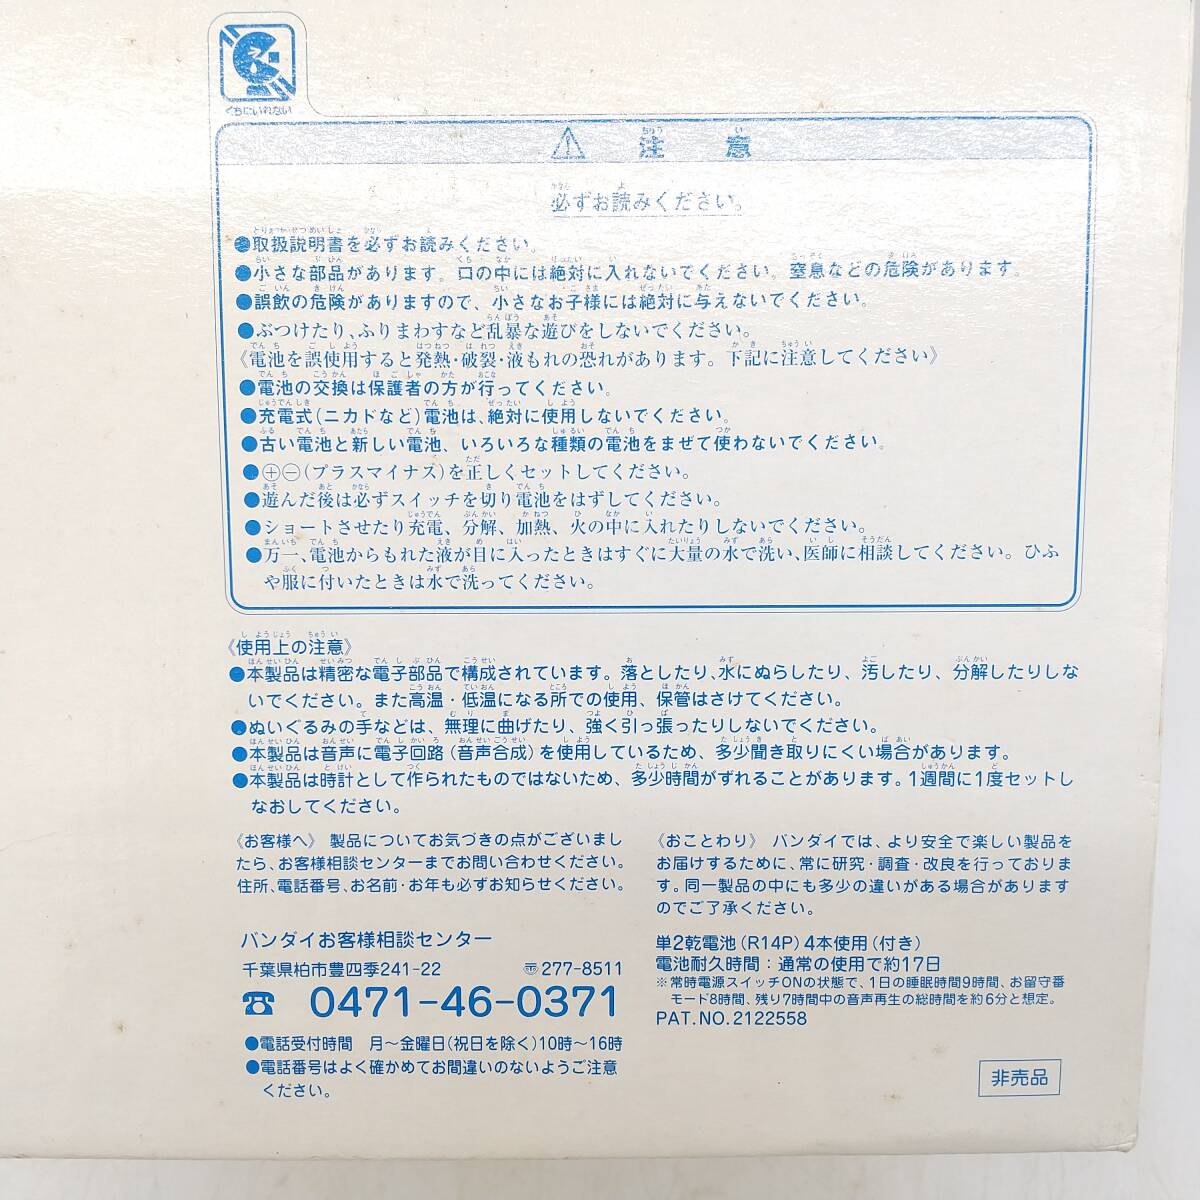 くちにいれない
⚠ 注意
必ずお読みください。
●取扱説明書を必ずお読みください。
●小さな部品があります。口の中には絶対に入れないでください。窒息などの危険があります。
●誤飲の危険がありますので、小さなお子様には絶対に与えないでください。
●ぶつけたり、ふりまわすなど乱暴な遊びをしないでください。
《電池を誤使用すると発熱・破裂・液もれの恐れがあります。下記に注意してください》
●電池の交換は保護者の方が行ってください。
●充電式(ニカドなど)電池は、絶対に使用しないでください。
●古い電池と新しい電池、いろいろな種類の電池をまぜて使わないでください。
●⊕⊖(プラスマイナス)を正しくセットしてください。
●遊んだ後は必ずスイッチを切り電池をはずしてください。
●ショートさせたり充電、分解、加熱、火の中に入れたりしないでください。
●万一、電池からもれた液が目に入ったときはすぐに大量の水で洗い、医師に相談してください。ひふ
や服に付いたときは水で洗ってください。
《使用上の注意》
●本製品は精密な電子部品で構成されています。落としたり、水にぬらしたり、汚したり、分解したりしな
いでください。また高温・低温になる所での使用、保管はさけてください。
●ぬいぐるみの手などは、無理に曲げたり、強く引っ張ったりしないでください。
●本製品は音声に電子回路(音声合成)を使用しているため、多少聞き取りにくい場合があります。
●本製品は時計として作られたものではないため、多少時間がずれることがあります。1週間に1度セットし
なおしてください。
《お客様へ》 製品についてお気づきの点がございまし
たら、お客様相談センターまでお問い合わせください。
住所、電話番号、お名前・お年も必ずお知らせください。
バンダイお客様相談センター
千葉県柏市豊四季241-22 〠277-8511
☎ 0471-46-0371
●電話受付時間 月〜金曜日(祝日を除く)10時〜16時
●電話番号はよく確かめてお間違いのないようご注意
ください。
《おことわり》 バンダイでは、より安全で楽しい製品を
お届けするために、常に研究・調査・改良を行っておりま
す。同一製品の中にも多少の違いがある場合があります
のでご了承ください。
単2乾電池(R14P)4本使用(付き)
電池耐久時間:通常の使用で約17日
※常時電源スイッチONの状態で、1日の睡眠時間9時間、お留守番
モード8時間、残り7時間中の音声再生の総時間を約6分と想定。
PAT.NO.2122558
非売品